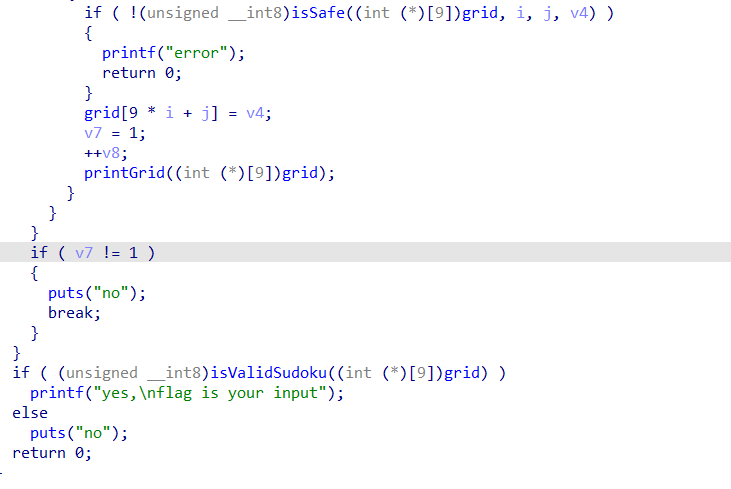 if ( !(unsigned __int8)isSafe((int (*)[9])grid, i, j, v4) )
{
printf("error");
return 0;
}
grid[9 * i + j] = v4;
v7 = 1;
++v8;
printGrid((int (*)[9])grid);
}
}
}
if ( v7 != 1 )
{
puts("no");
break;
}
}
if ( (unsigned __int8)isValidSudoku((int (*)[9])grid) )
printf("yes,\nflag is your input");
else
puts("no");
return 0;